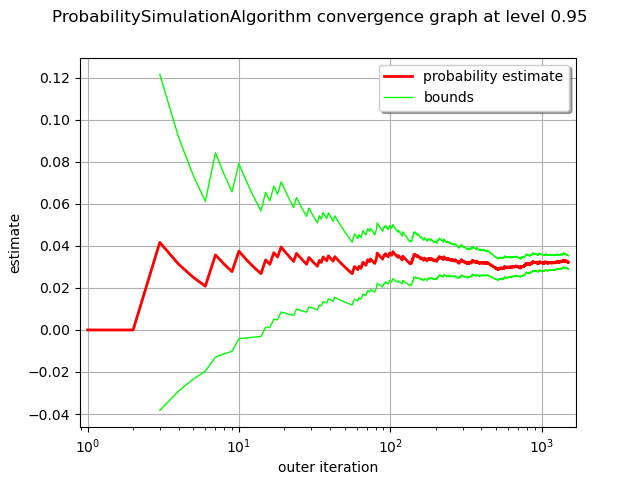 ProbabilitySimulationAlgorithm convergence graph at level 0.95
probability estimate
bounds
0.12
0.10
0.08
0.06
0.04
0.02
0.00
−0.02
−0.04
estimate
10⁰
10¹
10²
10³
outer iteration